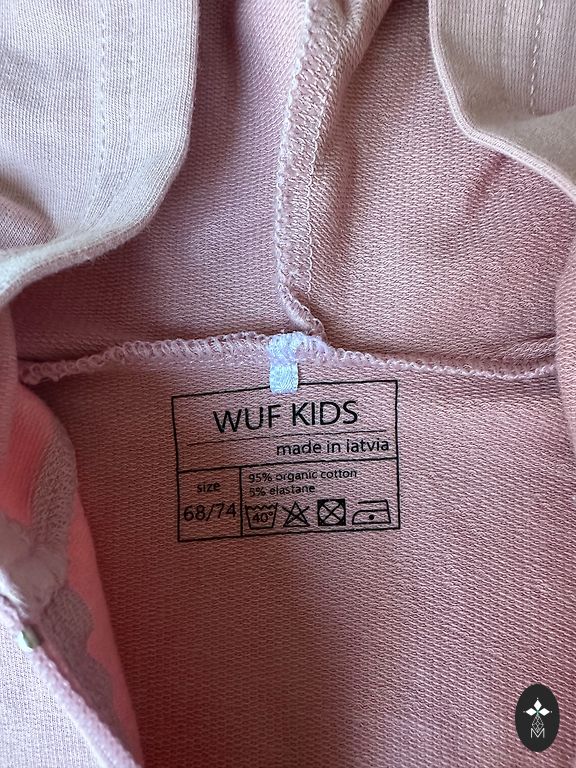 WUF KIDS
made in latvia
size
68/74
95% organic cotton
5% elastane
40°
M